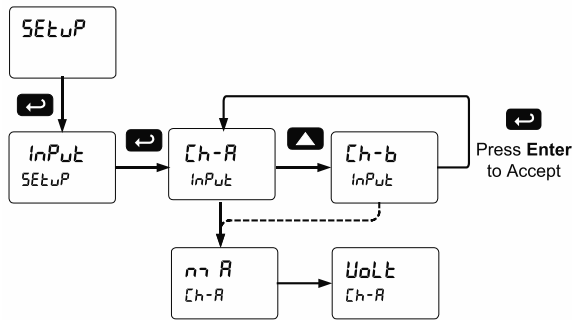 SEtuP
InPut
SEtuP
Ch-A
InPut
Ch-b
InPut
Press Enter
to Accept
mA
Ch-A
VoLt
Ch-A